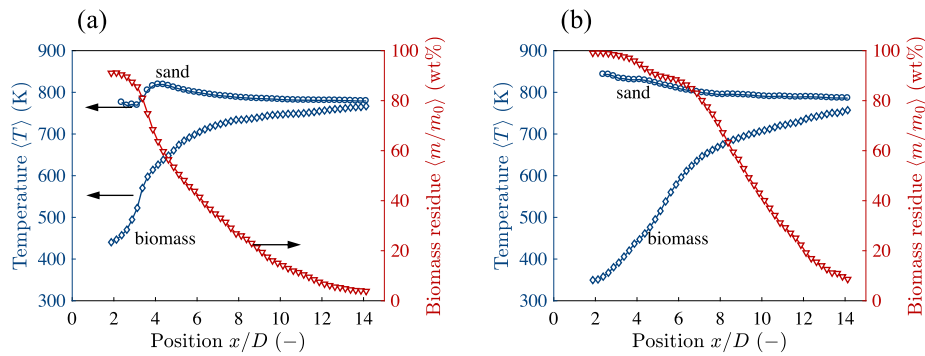 (a)
(b)
Temperature ⟨T⟩ (K)
900
800
700
600
500
400
300
sand
biomass
100
80
60
40
20
0
Biomass residue ⟨m/m₀⟩ (wt%)
0 2 4 6 8 10 12 14
Position x/D (−)
Temperature ⟨T⟩ (K)
900
800
700
600
500
400
300
sand
biomass
100
80
60
40
20
0
Biomass residue ⟨m/m₀⟩ (wt%)
0 2 4 6 8 10 12 14
Position x/D (−)